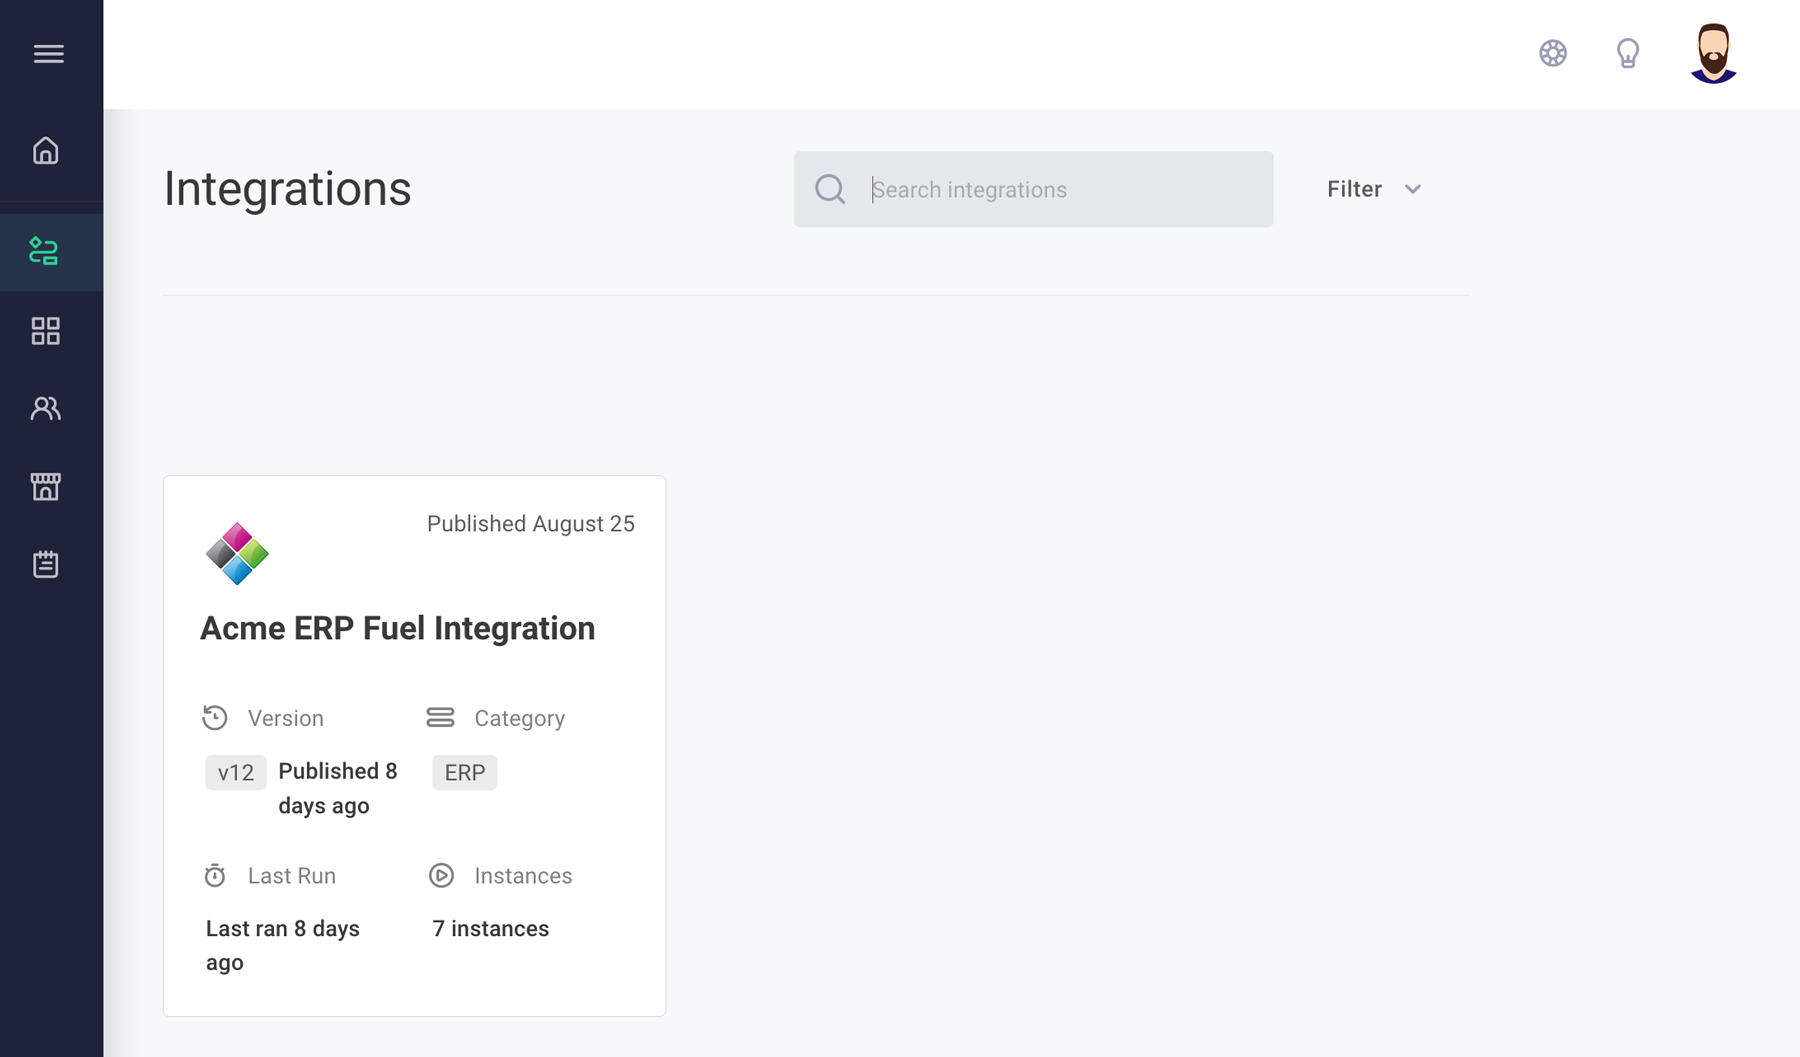 Integrations
Search integrations
Filter
Published August 25
Acme ERP Fuel Integration
Version
Category
v12
Published 8
days ago
ERP
Last Run
Instances
Last ran 8 days
ago
7 instances